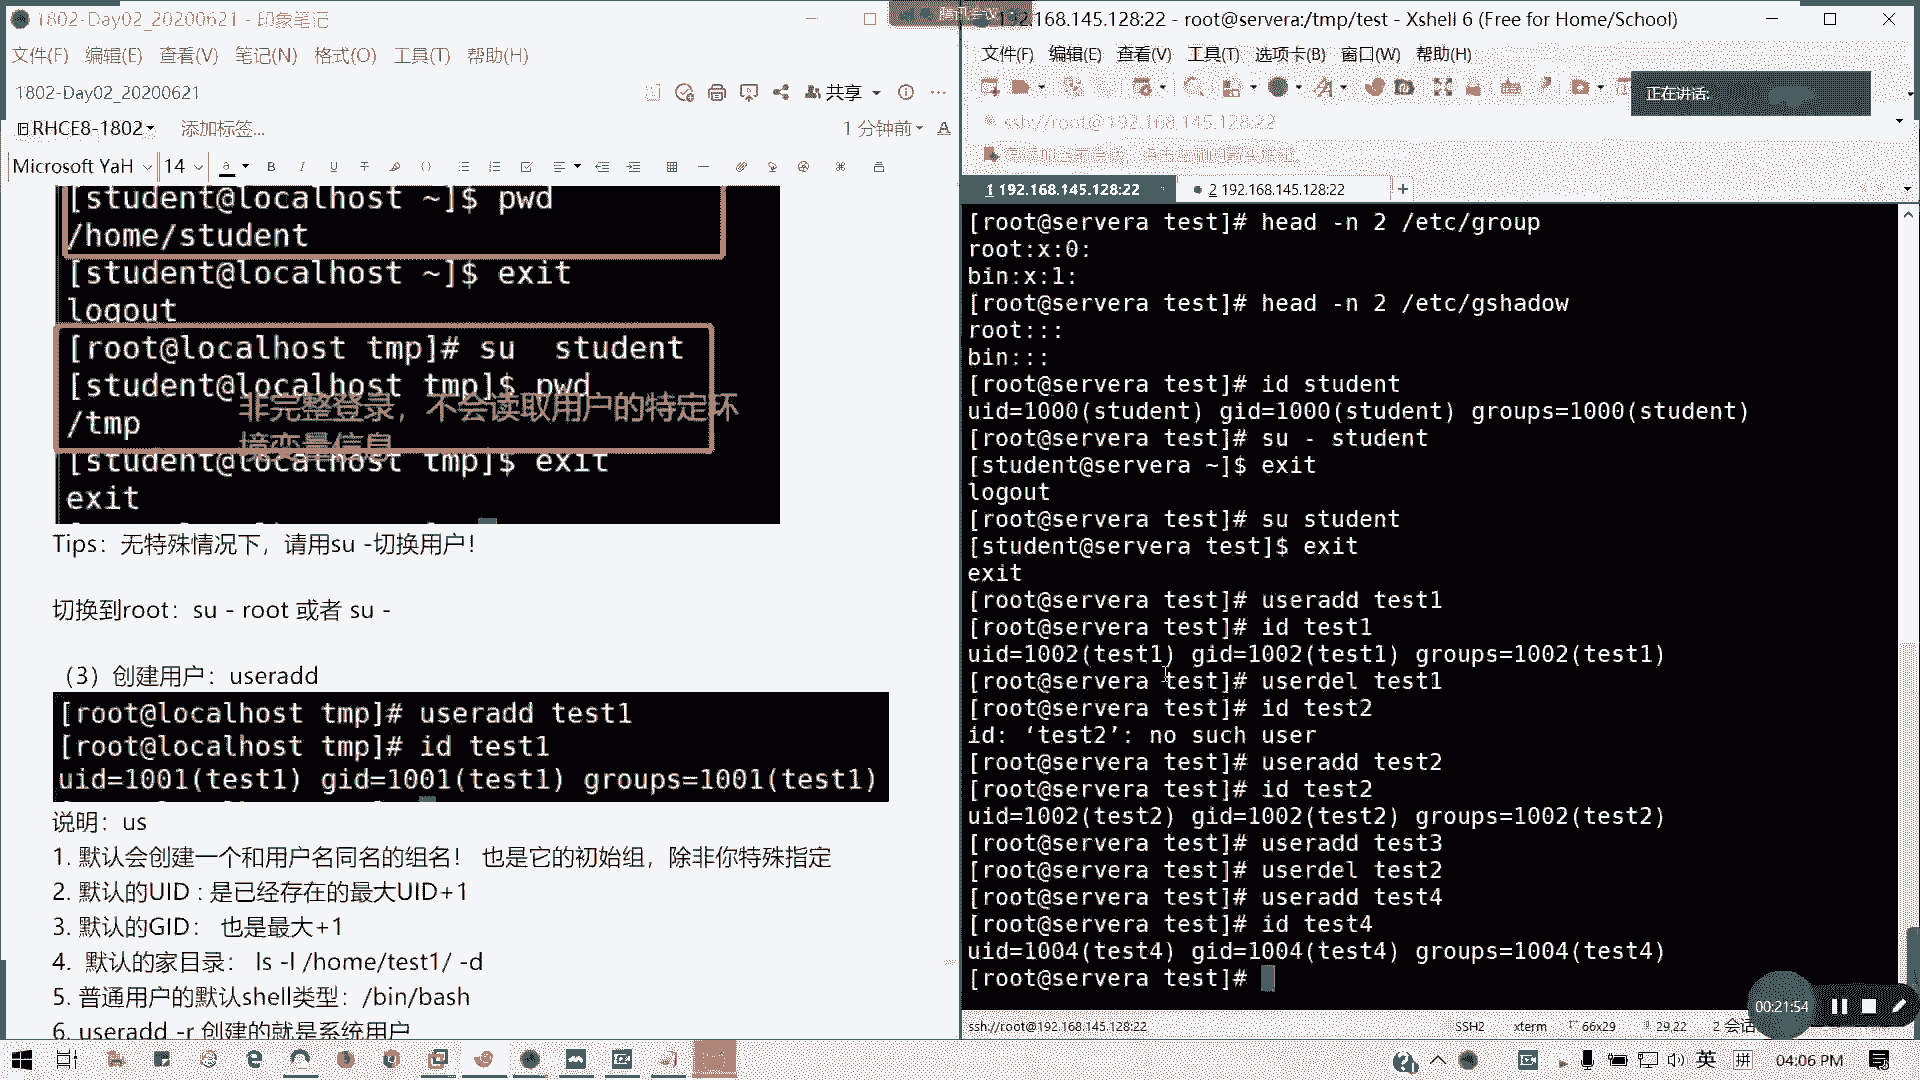 1802-Day02_20200621 - 印象笔记
文件(F) 编辑(E) 查看(V) 笔记(N) 格式(O) 工具(T) 帮助(H)
1802-Day02_20200621
共享
RHCE8-1802 添加标签...
1 分钟前
Microsoft YaH 14
[student@localhost ~]$ pwd
/home/student
[student@localhost ~]$ exit
logout
[root@localhost tmp]# su  student
[student@localhost tmp]$ pwd
/tmp
非完整登录，不会读取用户的特定环
境变量信息
[student@localhost tmp]$ exit
exit
Tips：无特殊情况下，请用su -切换用户！
切换到root：su - root 或者 su -
（3）创建用户：useradd
[root@localhost tmp]# useradd test1
[root@localhost tmp]# id test1
uid=1001(test1) gid=1001(test1) groups=1001(test1)
说明：us
1. 默认会创建一个和用户名同名的组名！ 也是它的初始组，除非你特殊指定
2. 默认的UID : 是已经存在的最大UID+1
3. 默认的GID： 也是最大+1
4. 默认的家目录： ls -l /home/test1/ -d
5. 普通用户的默认shell类型：/bin/bash
6. useradd -r 创建的就是系统用户
腾讯会议
192.168.145.128:22 - root@servera:/tmp/test - Xshell 6 (Free for Home/School)
文件(F) 编辑(E) 查看(V) 工具(T) 选项卡(B) 窗口(W) 帮助(H)
正在讲话:
ssh://root@192.168.145.128:22
1 192.168.145.128:22
2 192.168.145.128:22
[root@servera test]# head -n 2 /etc/group
root:x:0:
bin:x:1:
[root@servera test]# head -n 2 /etc/gshadow
root:::
bin:::
[root@servera test]# id student
uid=1000(student) gid=1000(student) groups=1000(student)
[root@servera test]# su - student
[student@servera ~]$ exit
logout
[root@servera test]# su student
[student@servera test]$ exit
exit
[root@servera test]# useradd test1
[root@servera test]# id test1
uid=1002(test1) gid=1002(test1) groups=1002(test1)
[root@servera test]# userdel test1
[root@servera test]# id test2
id: ‘test2’: no such user
[root@servera test]# useradd test2
[root@servera test]# id test2
uid=1002(test2) gid=1002(test2) groups=1002(test2)
[root@servera test]# useradd test3
[root@servera test]# userdel test2
[root@servera test]# useradd test4
[root@servera test]# id test4
uid=1004(test4) gid=1004(test4) groups=1004(test4)
[root@servera test]#
00:21:54
ssh://root@192.168.145.128:22 SSH2 xterm 66x29 29,22 2 会话
英 拼 04:06 PM